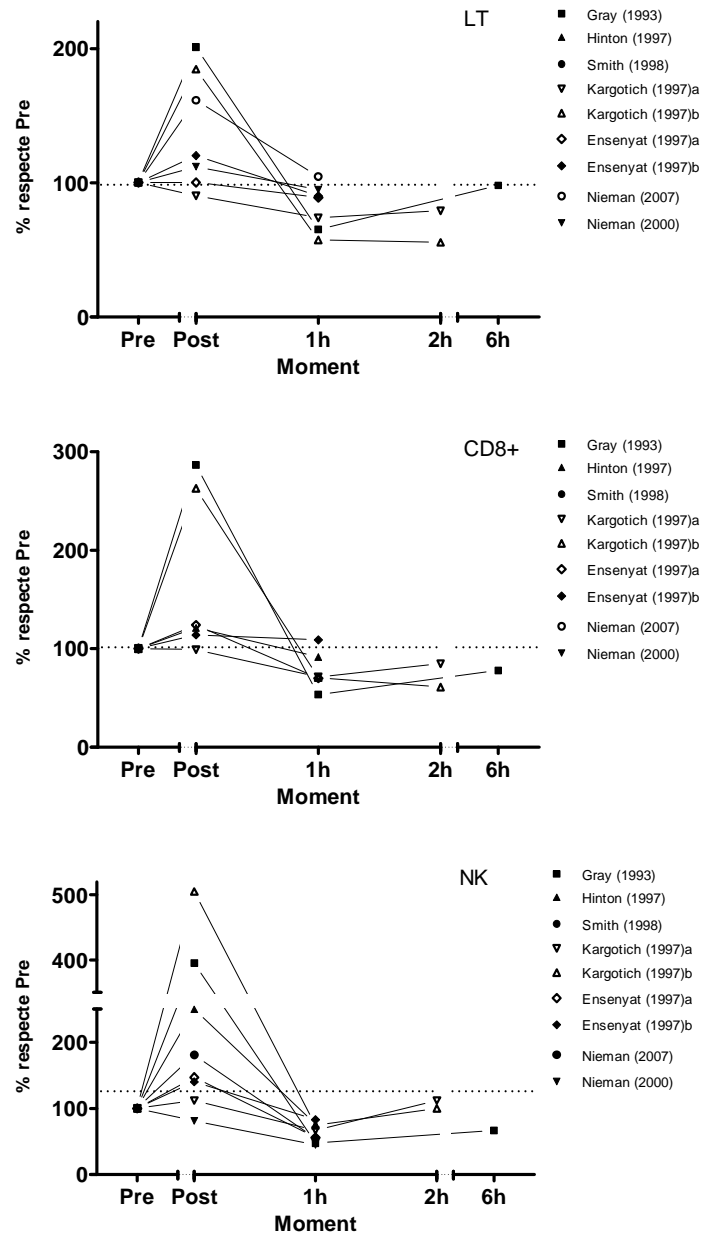 LT
% respecte Pre
200
100
0
Pre Post 1h 2h 6h
Moment
Gray (1993)
Hinton (1997)
Smith (1998)
Kargotich (1997)a
Kargotich (1997)b
Ensenyat (1997)a
Ensenyat (1997)b
Nieman (2007)
Nieman (2000)
CD8+
% respecte Pre
300
200
100
0
Pre Post 1h 2h 6h
Moment
Gray (1993)
Hinton (1997)
Smith (1998)
Kargotich (1997)a
Kargotich (1997)b
Ensenyat (1997)a
Ensenyat (1997)b
Nieman (2007)
Nieman (2000)
NK
% respecte Pre
500
400
200
100
0
Pre Post 1h 2h 6h
Moment
Gray (1993)
Hinton (1997)
Smith (1998)
Kargotich (1997)a
Kargotich (1997)b
Ensenyat (1997)a
Ensenyat (1997)b
Nieman (2007)
Nieman (2000)